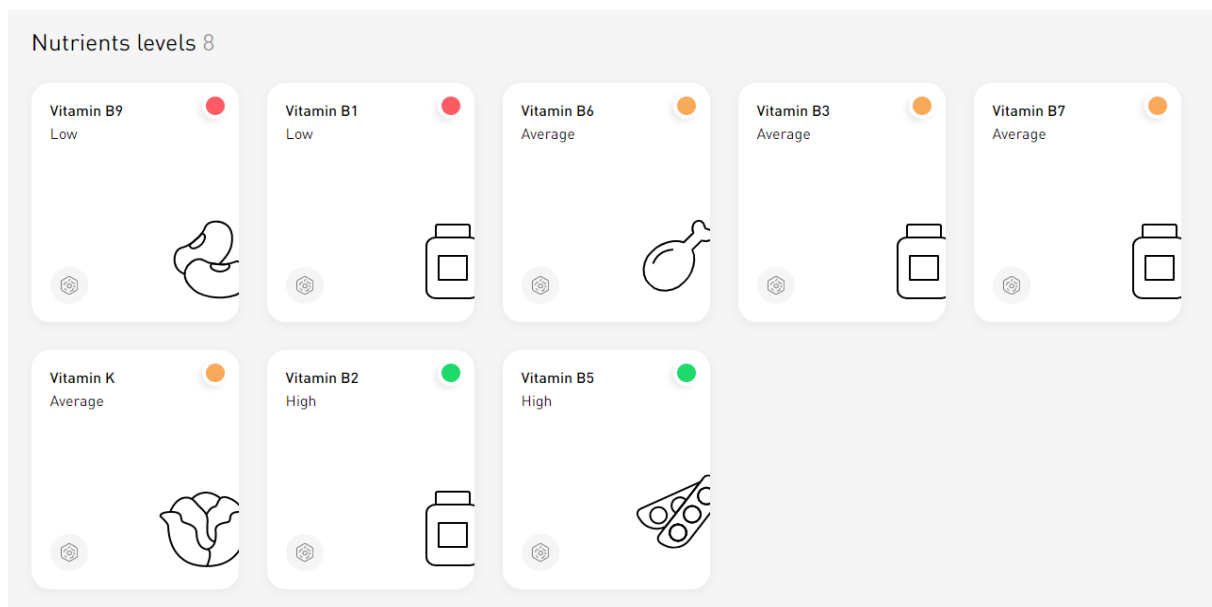 Nutrients levels 8
Vitamin B9
Low
Vitamin B1
Low
Vitamin B6
Average
Vitamin B3
Average
Vitamin B7
Average
Vitamin K
Average
Vitamin B2
High
Vitamin B5
High